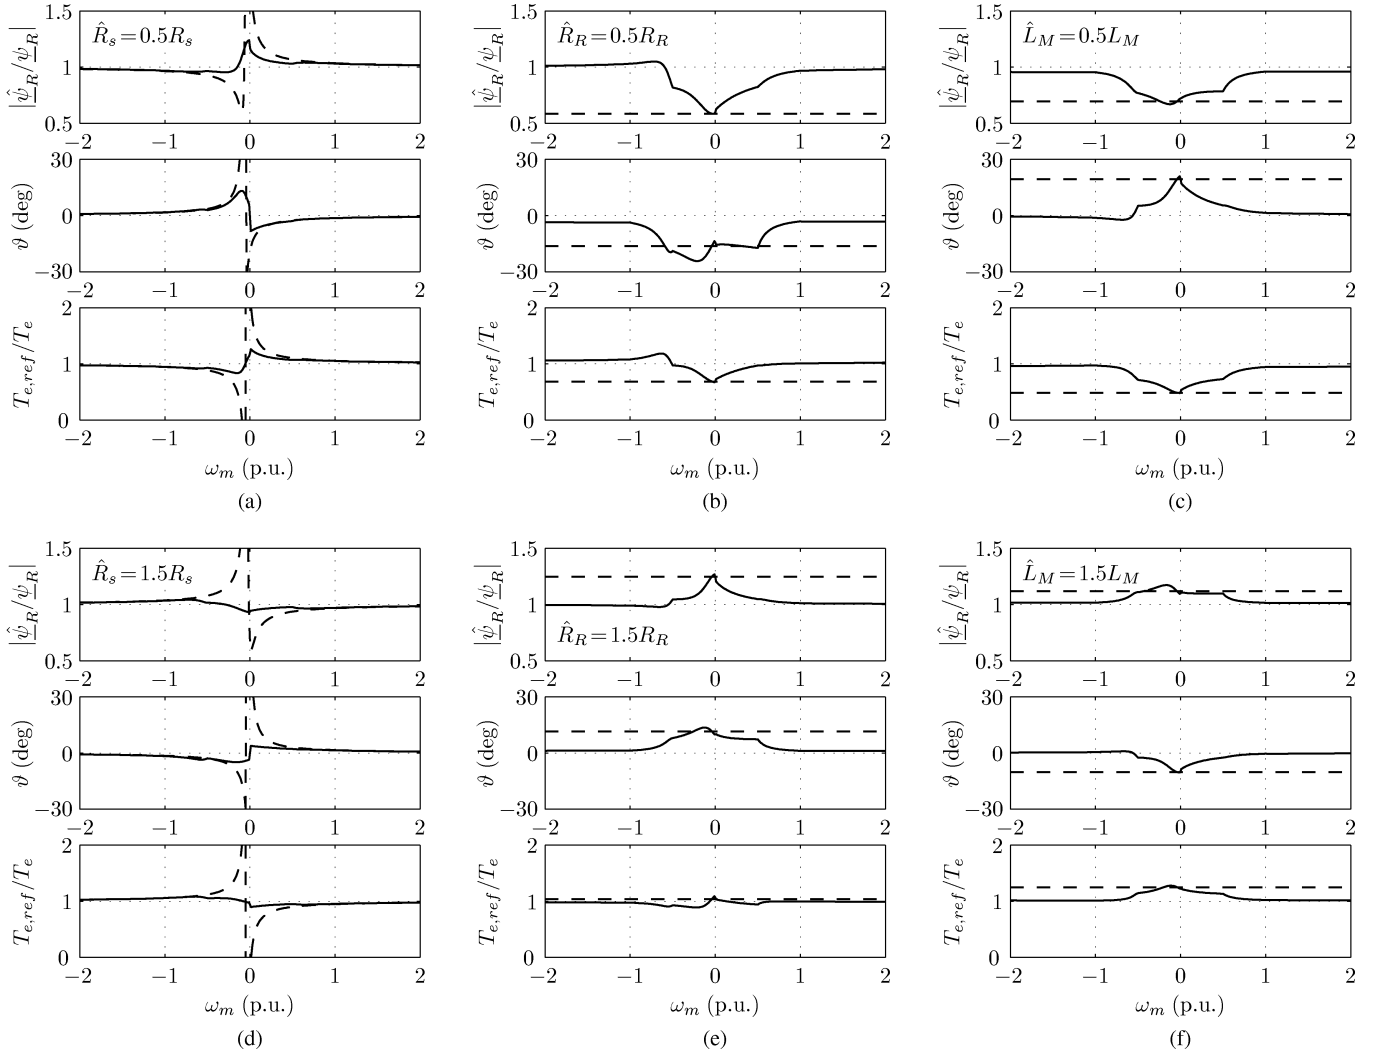 1.5 1.5 1.5
R̂s = 0.5Rs R̂R = 0.5RR L̂M = 0.5LM
|ψ̂R/ψR| 1 |ψ̂R/ψR| 1 |ψ̂R/ψR| 1
0.5 0.5 0.5
−2 −1 0 1 2 −2 −1 0 1 2 −2 −1 0 1 2
30 30 30
ϑ (deg) 0 ϑ (deg) 0 ϑ (deg) 0
−30 −30 −30
−2 −1 0 1 2 −2 −1 0 1 2 −2 −1 0 1 2
2 2 2
Te,ref/Te 1 Te,ref/Te 1 Te,ref/Te 1
0 0 0
−2 −1 0 1 2 −2 −1 0 1 2 −2 −1 0 1 2
ωm (p.u.) ωm (p.u.) ωm (p.u.)
(a) (b) (c)
1.5 1.5 1.5
R̂s = 1.5Rs L̂M = 1.5LM
|ψ̂R/ψR| 1 |ψ̂R/ψR| 1 |ψ̂R/ψR| 1
R̂R = 1.5RR
0.5 0.5 0.5
−2 −1 0 1 2 −2 −1 0 1 2 −2 −1 0 1 2
30 30 30
ϑ (deg) 0 ϑ (deg) 0 ϑ (deg) 0
−30 −30 −30
−2 −1 0 1 2 −2 −1 0 1 2 −2 −1 0 1 2
2 2 2
Te,ref/Te 1 Te,ref/Te 1 Te,ref/Te 1
0 0 0
−2 −1 0 1 2 −2 −1 0 1 2 −2 −1 0 1 2
ωm (p.u.) ωm (p.u.) ωm (p.u.)
(d) (e) (f)